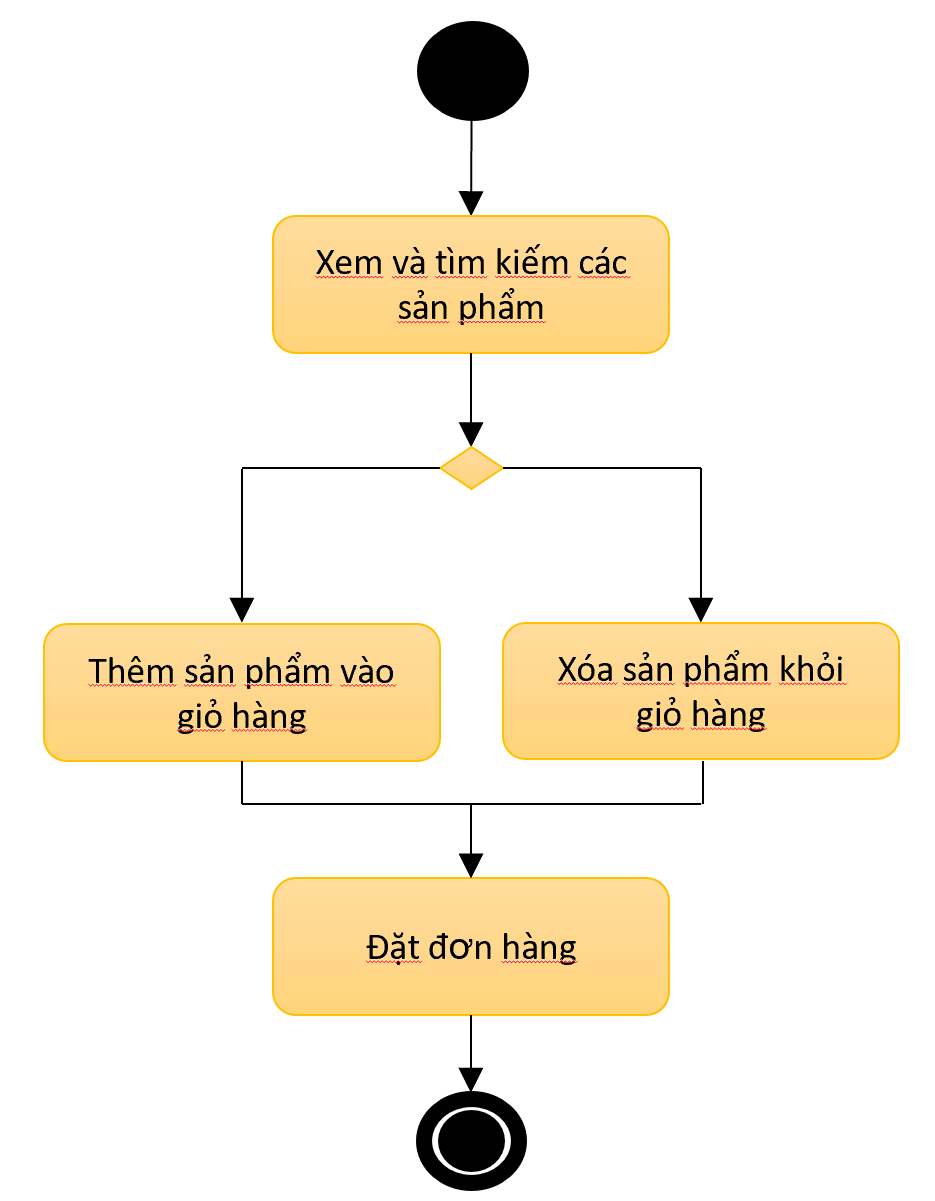 Xem và tìm kiếm các
sản phẩm
Thêm sản phẩm vào
giỏ hàng
Xóa sản phẩm khỏi
giỏ hàng
Đặt đơn hàng